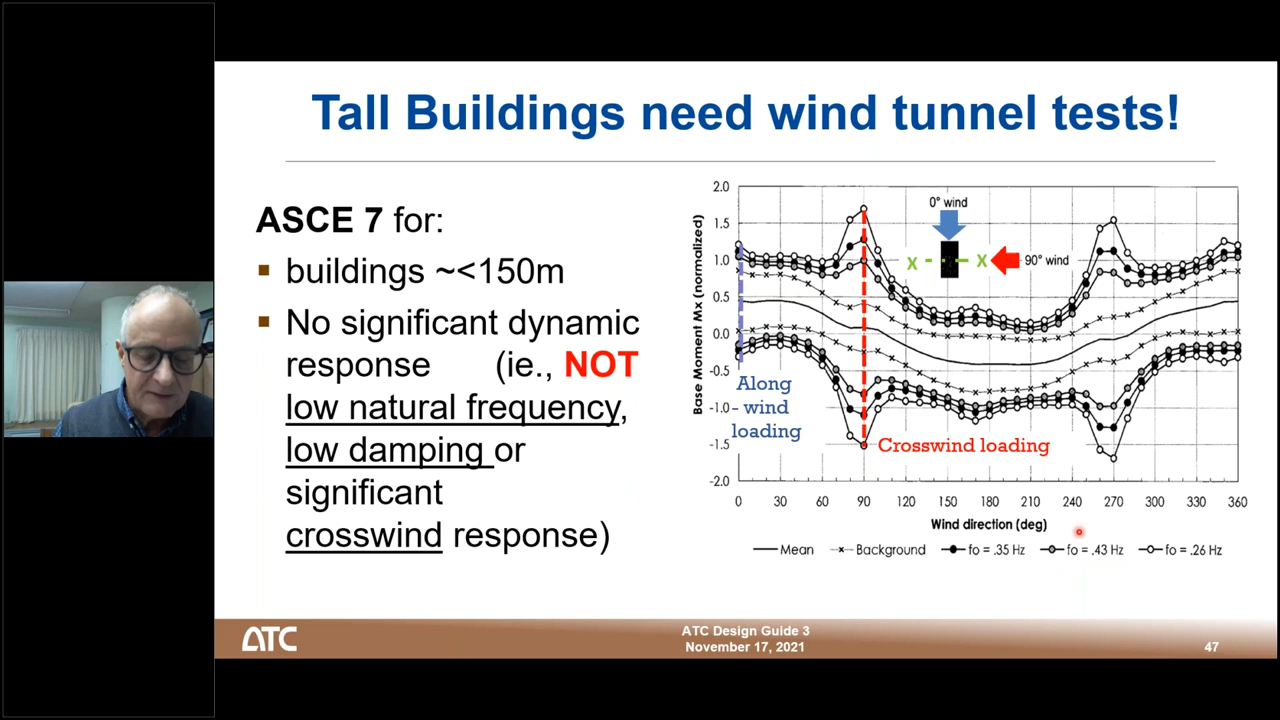 Tall Buildings need wind tunnel tests!
ASCE 7 for:
buildings ~<150m
No significant dynamic
response (ie., NOT
low natural frequency,
low damping or
significant
crosswind response)
Base Moment Mx (normalized)
2.0
1.5
1.0
0.5
0.0
-0.5
-1.0
-1.5
-2.0
0° wind
X
X
90° wind
Along
- wind
loading
Crosswind loading
0 30 60 90 120 150 180 210 240 270 300 330 360
Wind direction (deg)
Mean Background fo = .35 Hz fo = .43 Hz fo = .26 Hz
ATC
ATC Design Guide 3
November 17, 2021
47